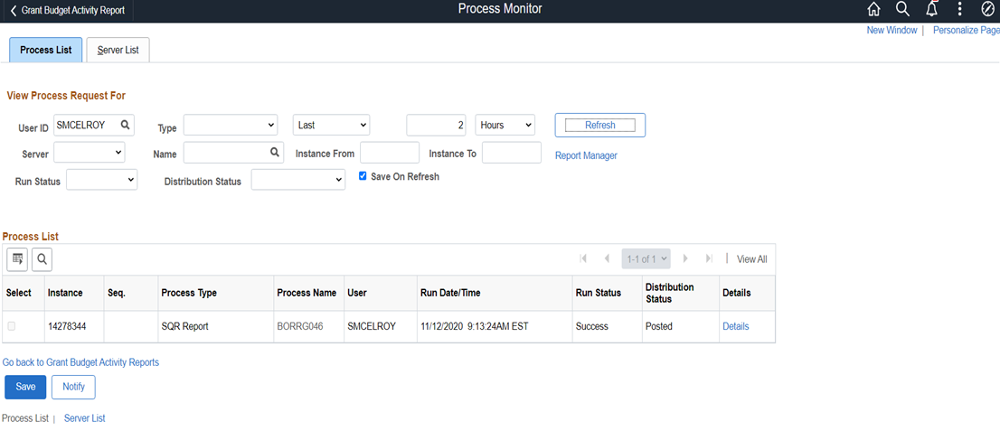 Grant Budget Activity Report Process Monitor
New Window | Personalize Page
Process List Server List
View Process Request For
User ID SMCELROY Type Last 2 Hours Refresh
Server Name Instance From Instance To Report Manager
Run Status Distribution Status Save On Refresh
Process List
1-1 of 1 | View All
Select Instance Seq. Process Type Process Name User Run Date/Time Run Status Distribution Status Details
14278344 SQR Report BORRG046 SMCELROY 11/12/2020 9:13:24AM EST Success Posted Details
Go back to Grant Budget Activity Reports
Save Notify
Process List | Server List